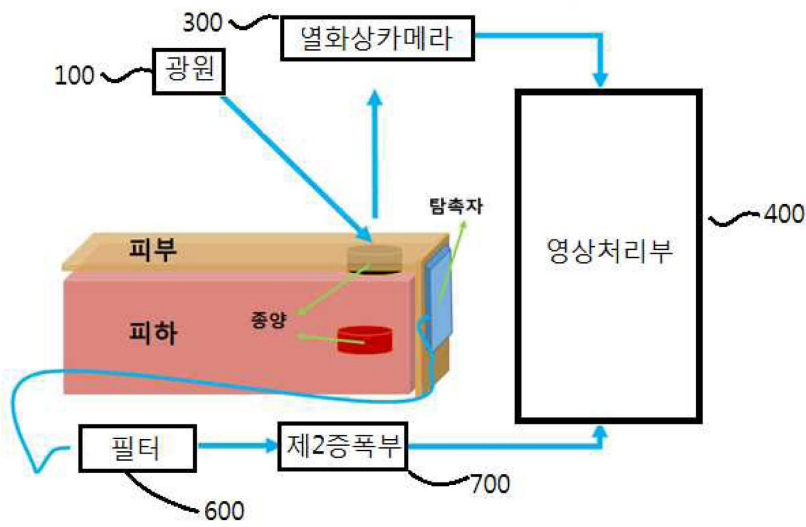 300
열화상카메라
100
광원
탐촉자
400
영상처리부
피부
종양
피하
필터
제2증폭부
600
700